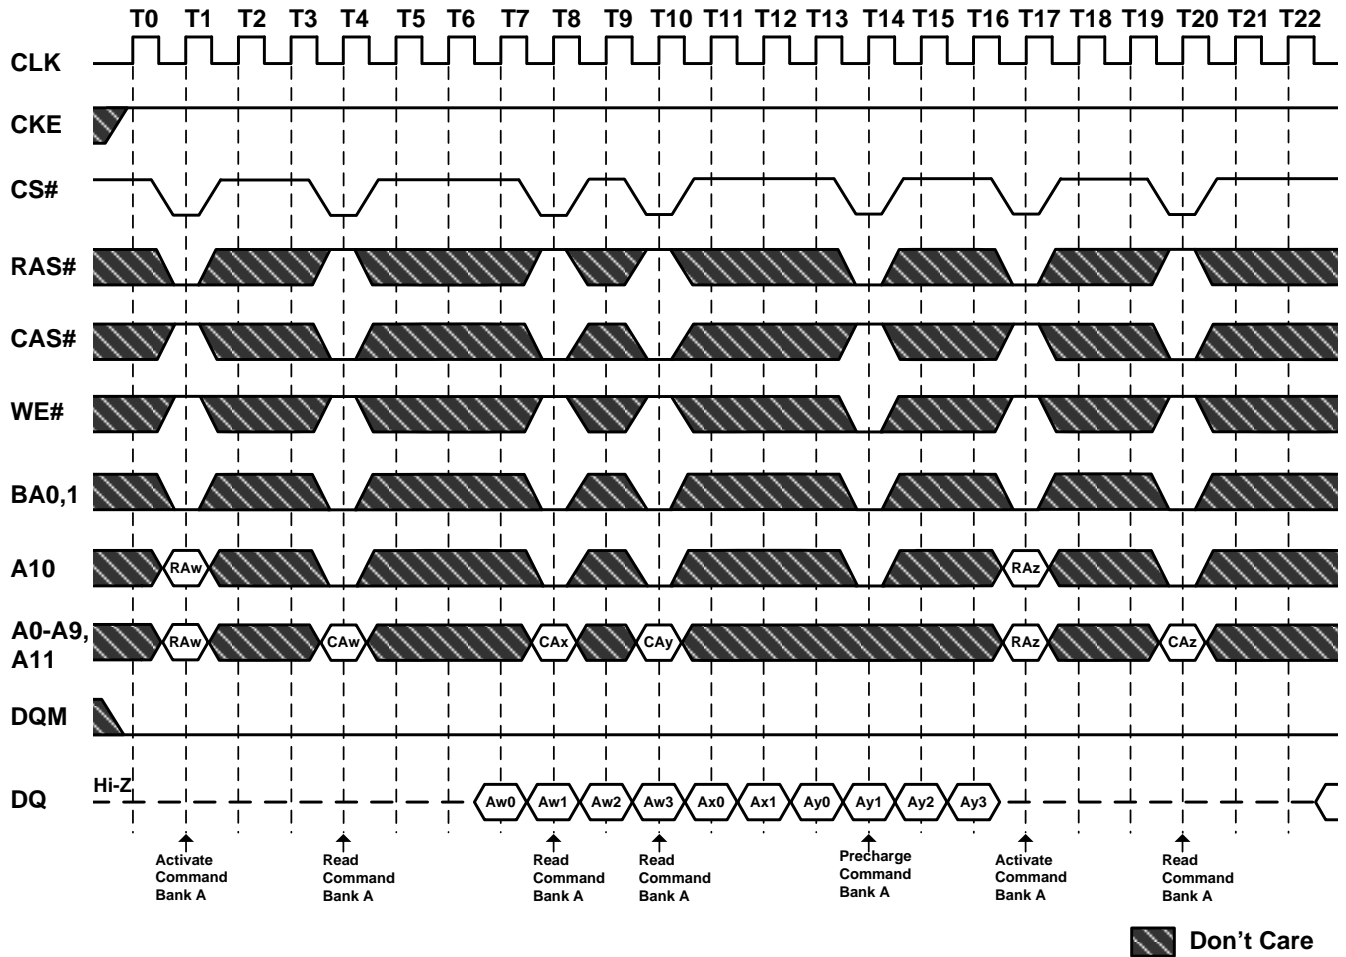 T0 T1 T2 T3 T4 T5 T6 T7 T8 T9 T10 T11 T12 T13 T14 T15 T16 T17 T18 T19 T20 T21 T22
CLK
CKE
CS#
RAS#
CAS#
WE#
BA0,1
A10
RAw RAz
A0-A9,
A11
RAw CAw CAx CAy RAz CAz
DQM
DQ
Hi-Z
Aw0 Aw1 Aw2 Aw3 Ax0 Ax1 Ay0 Ay1 Ay2 Ay3
Activate
Command
Bank A
Read
Command
Bank A
Read
Command
Bank A
Read
Command
Bank A
Precharge
Command
Bank A
Activate
Command
Bank A
Read
Command
Bank A
Don't Care